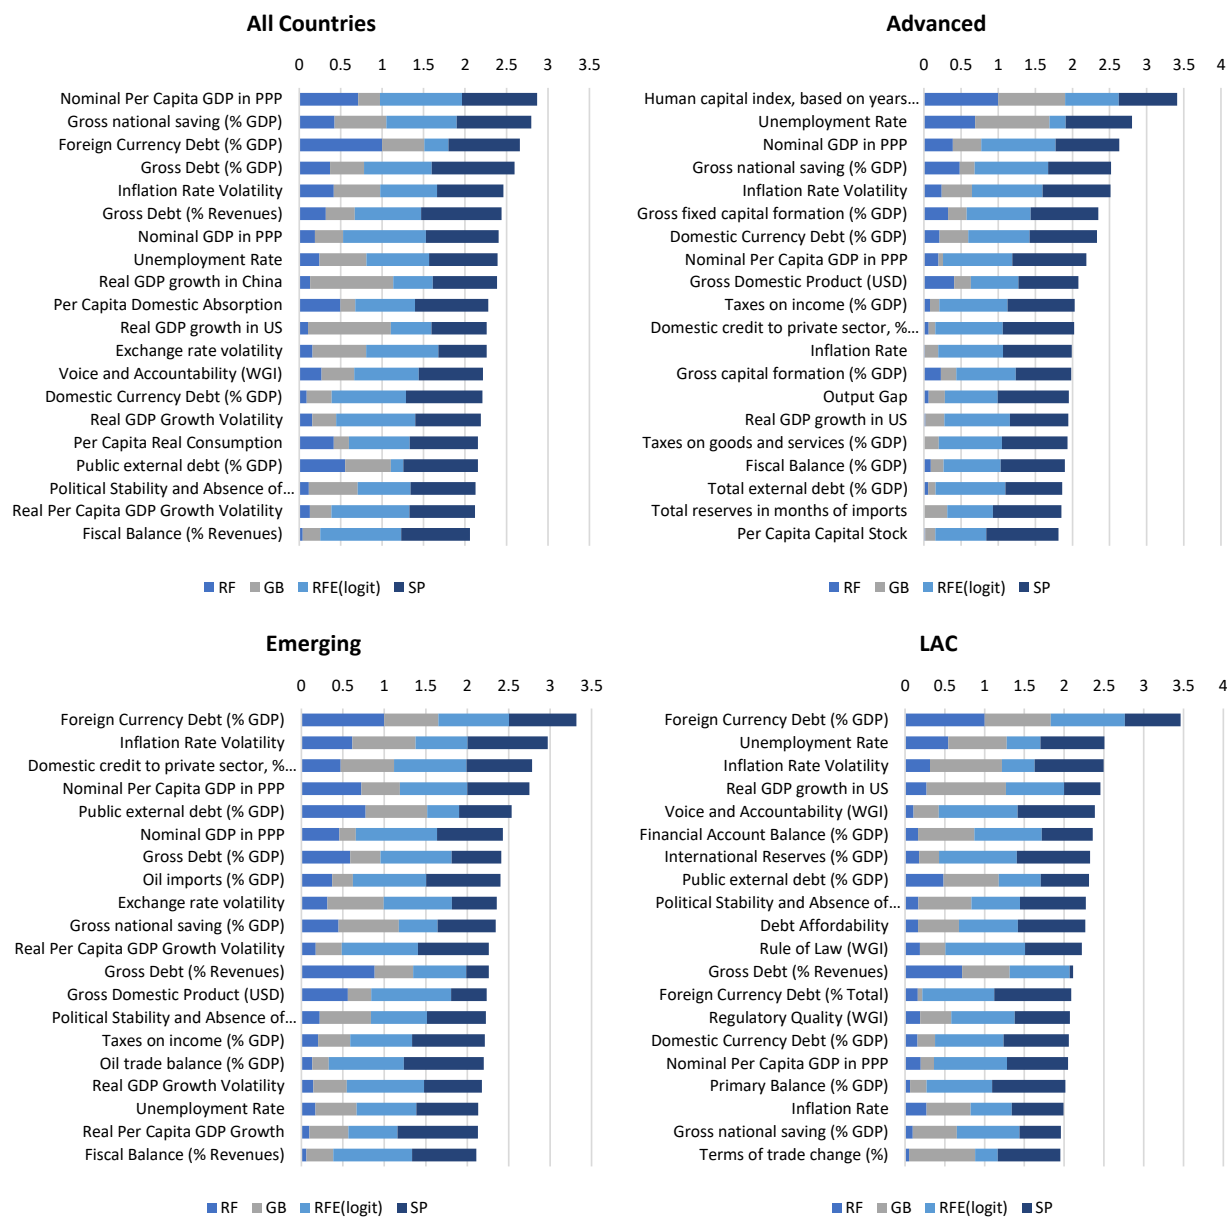 All Countries
0 0.5 1 1.5 2 2.5 3 3.5
Nominal Per Capita GDP in PPP
Gross national saving (% GDP)
Foreign Currency Debt (% GDP)
Gross Debt (% GDP)
Inflation Rate Volatility
Gross Debt (% Revenues)
Nominal GDP in PPP
Unemployment Rate
Real GDP growth in China
Per Capita Domestic Absorption
Real GDP growth in US
Exchange rate volatility
Voice and Accountability (WGI)
Domestic Currency Debt (% GDP)
Real GDP Growth Volatility
Per Capita Real Consumption
Public external debt (% GDP)
Political Stability and Absence of...
Real Per Capita GDP Growth Volatility
Fiscal Balance (% Revenues)
RF GB RFE(logit) SP
Advanced
0 0.5 1 1.5 2 2.5 3 3.5 4
Human capital index, based on years...
Unemployment Rate
Nominal GDP in PPP
Gross national saving (% GDP)
Inflation Rate Volatility
Gross fixed capital formation (% GDP)
Domestic Currency Debt (% GDP)
Nominal Per Capita GDP in PPP
Gross Domestic Product (USD)
Taxes on income (% GDP)
Domestic credit to private sector, %...
Inflation Rate
Gross capital formation (% GDP)
Output Gap
Real GDP growth in US
Taxes on goods and services (% GDP)
Fiscal Balance (% GDP)
Total external debt (% GDP)
Total reserves in months of imports
Per Capita Capital Stock
RF GB RFE(logit) SP
Emerging
0 0.5 1 1.5 2 2.5 3 3.5
Foreign Currency Debt (% GDP)
Inflation Rate Volatility
Domestic credit to private sector, %...
Nominal Per Capita GDP in PPP
Public external debt (% GDP)
Nominal GDP in PPP
Gross Debt (% GDP)
Oil imports (% GDP)
Exchange rate volatility
Gross national saving (% GDP)
Real Per Capita GDP Growth Volatility
Gross Debt (% Revenues)
Gross Domestic Product (USD)
Political Stability and Absence of...
Taxes on income (% GDP)
Oil trade balance (% GDP)
Real GDP Growth Volatility
Unemployment Rate
Real Per Capita GDP Growth
Fiscal Balance (% Revenues)
RF GB RFE(logit) SP
LAC
0 0.5 1 1.5 2 2.5 3 3.5 4
Foreign Currency Debt (% GDP)
Unemployment Rate
Inflation Rate Volatility
Real GDP growth in US
Voice and Accountability (WGI)
Financial Account Balance (% GDP)
International Reserves (% GDP)
Public external debt (% GDP)
Political Stability and Absence of...
Debt Affordability
Rule of Law (WGI)
Gross Debt (% Revenues)
Foreign Currency Debt (% Total)
Regulatory Quality (WGI)
Domestic Currency Debt (% GDP)
Nominal Per Capita GDP in PPP
Primary Balance (% GDP)
Inflation Rate
Gross national saving (% GDP)
Terms of trade change (%)
RF GB RFE(logit) SP